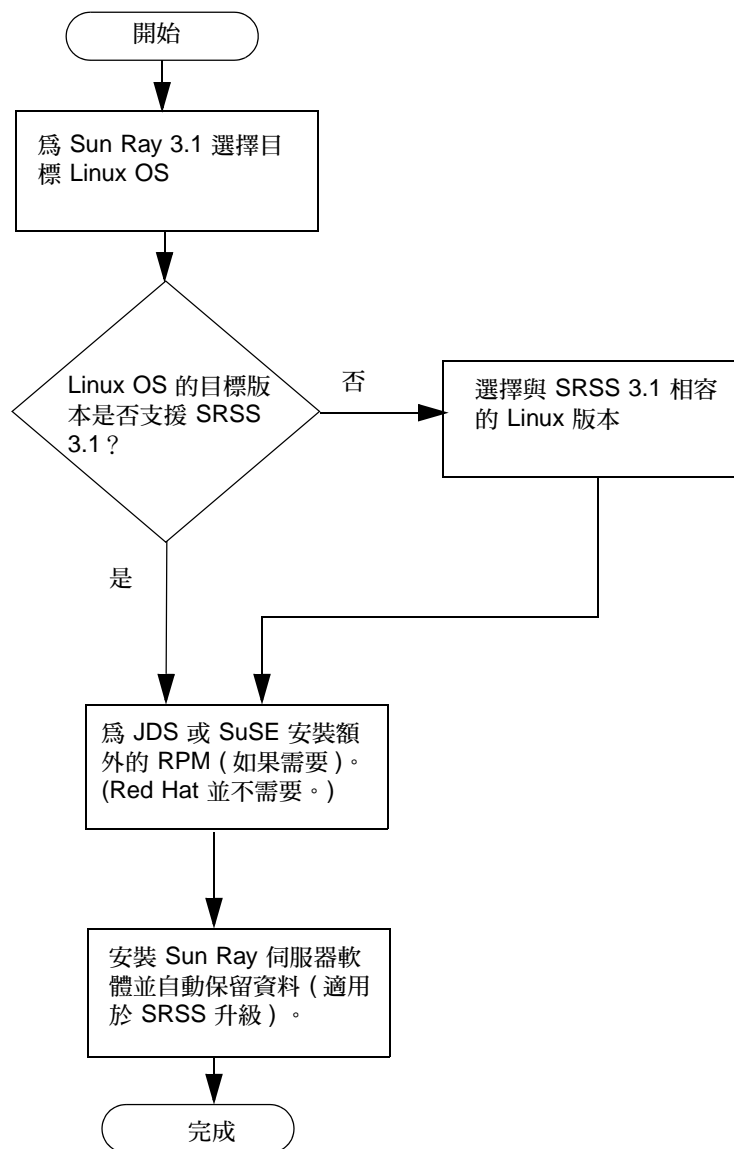 開始
爲 Sun Ray 3.1 選擇目
標 Linux OS
Linux OS 的目標版
本是否支援 SRSS
3.1？
否
選擇與 SRSS 3.1 相容
的 Linux 版本
是
爲 JDS 或 SuSE 安裝額
外的 RPM ( 如果需要 )。
(Red Hat 並不需要。)
安裝 Sun Ray 伺服器軟
體並自動保留資料 ( 適用
於 SRSS 升級 ) 。
完成